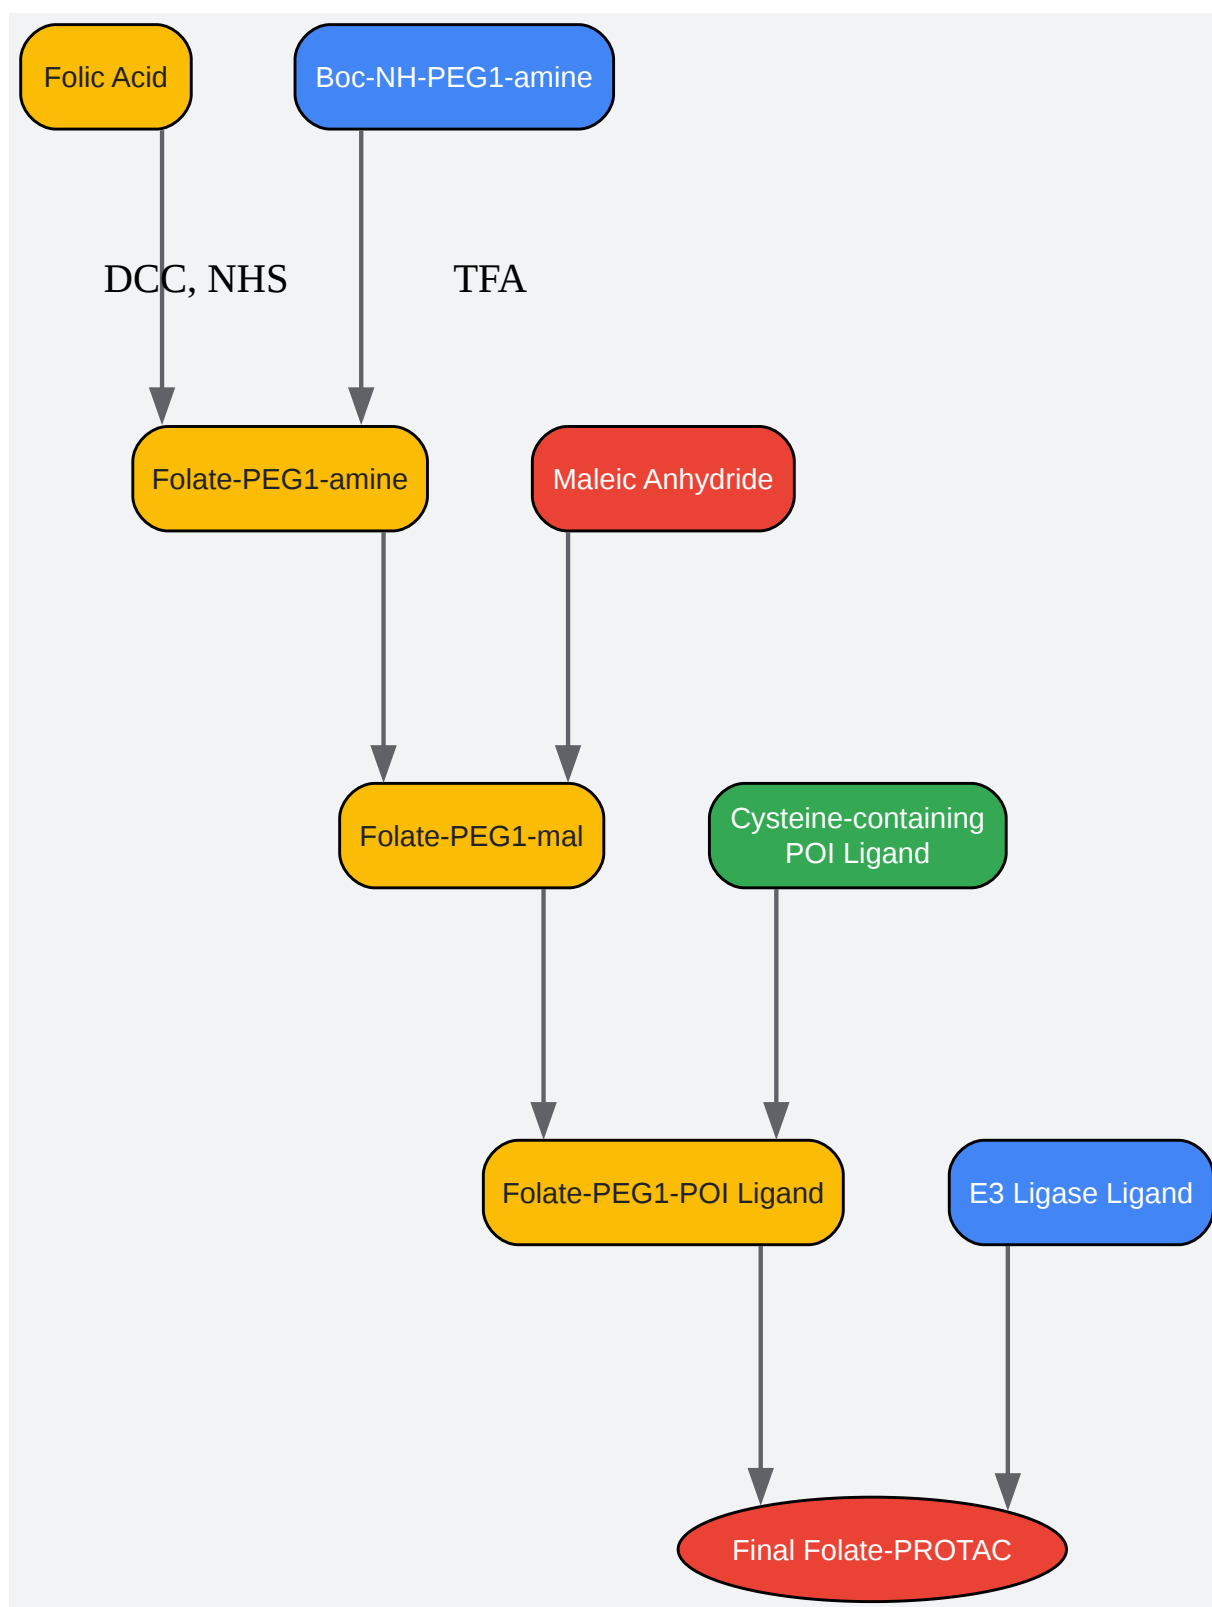 Folic Acid
Boc-NH-PEG1-amine
DCC, NHS
TFA
Folate-PEG1-amine
Maleic Anhydride
Folate-PEG1-mal
Cysteine-containing
POI Ligand
Folate-PEG1-POI Ligand
E3 Ligase Ligand
Final Folate-PROTAC